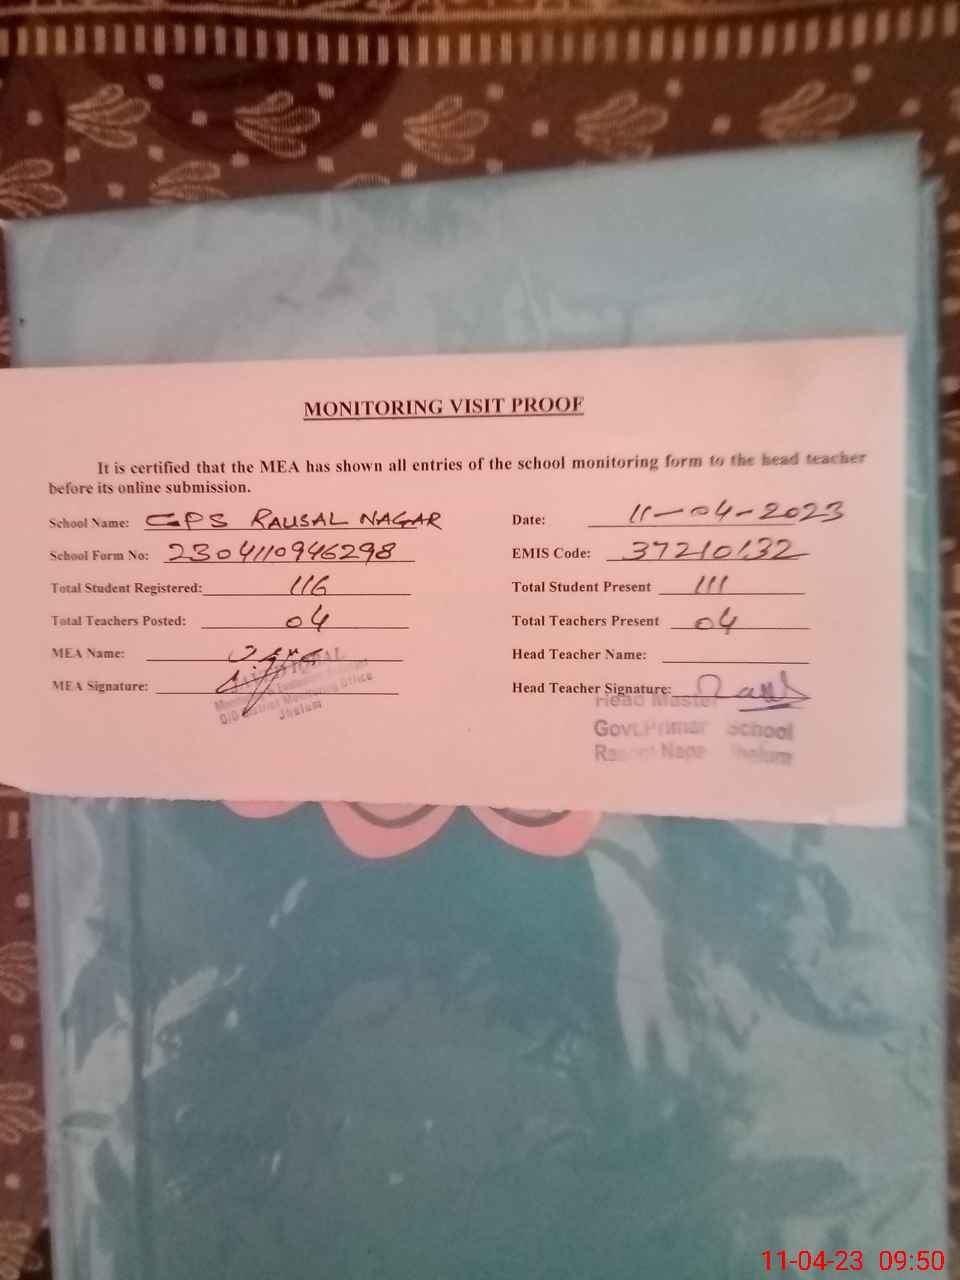 MONITORING VISIT PROOF
It is certified that the MEA has shown all entries of the school monitoring form to the head teacher
before its online submission.
School Name: GPS RAUSAL NAGAR
Date: 11-04-2023
School Form No: 2304110946298
EMIS Code: 37210132
Total Student Registered: 116
Total Student Present 111
Total Teachers Posted: 04
Total Teachers Present 04
MEA Name:
Head Teacher Name:
MEA Signature:
Head Teacher Signature:
District Monitoring Office
Jhelum
Head Master
Govt. Primar School
Jhelum
11-04-23 09:50